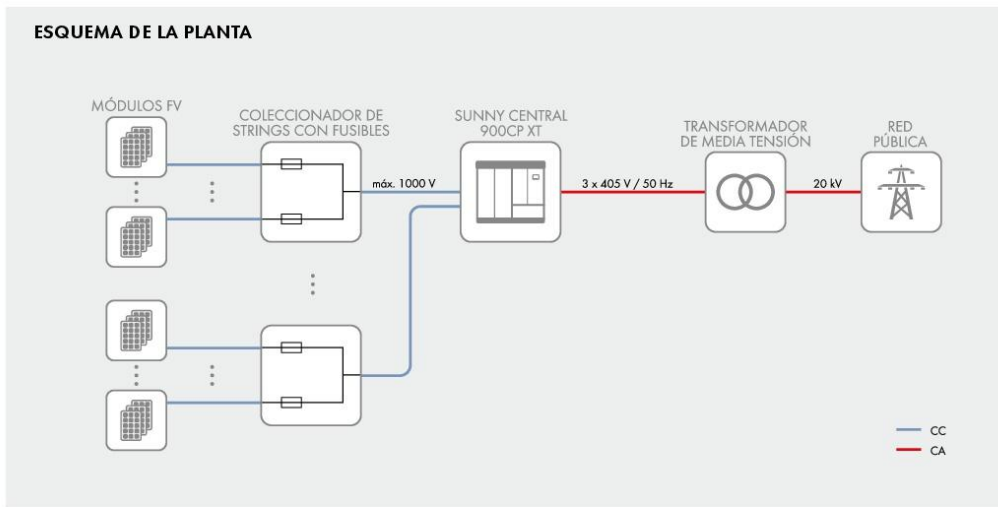 ESQUEMA DE LA PLANTA
MÓDULOS FV
COLECCIONADOR DE
STRINGS CON FUSIBLES
SUNNY CENTRAL
900CP XT
TRANSFORMADOR
DE MEDIA TENSIÓN
RED
PÚBLICA
máx. 1000 V
3 x 405 V / 50 Hz
20 kV
CC
CA